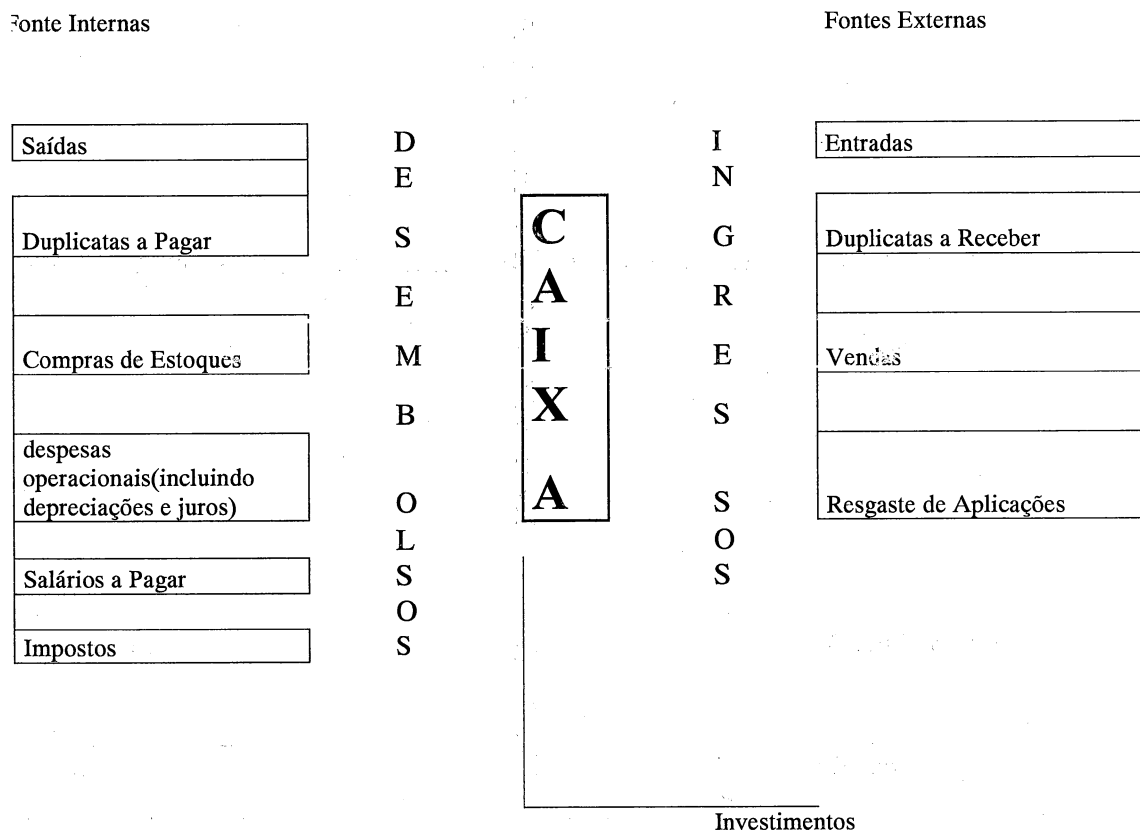 Fonte Internas
Fontes Externas
Saídas
Duplicatas a Pagar
Compras de Estoques
despesas
operacionais(incluindo
depreciações e juros)
Salários a Pagar
Impostos
D
E
S
E
M
B
O
L
S
O
S
C
A
I
X
A
I
N
G
R
E
S
S
O
S
Entradas
Duplicatas a Receber
Vendas
Resgaste de Aplicações
Investimentos